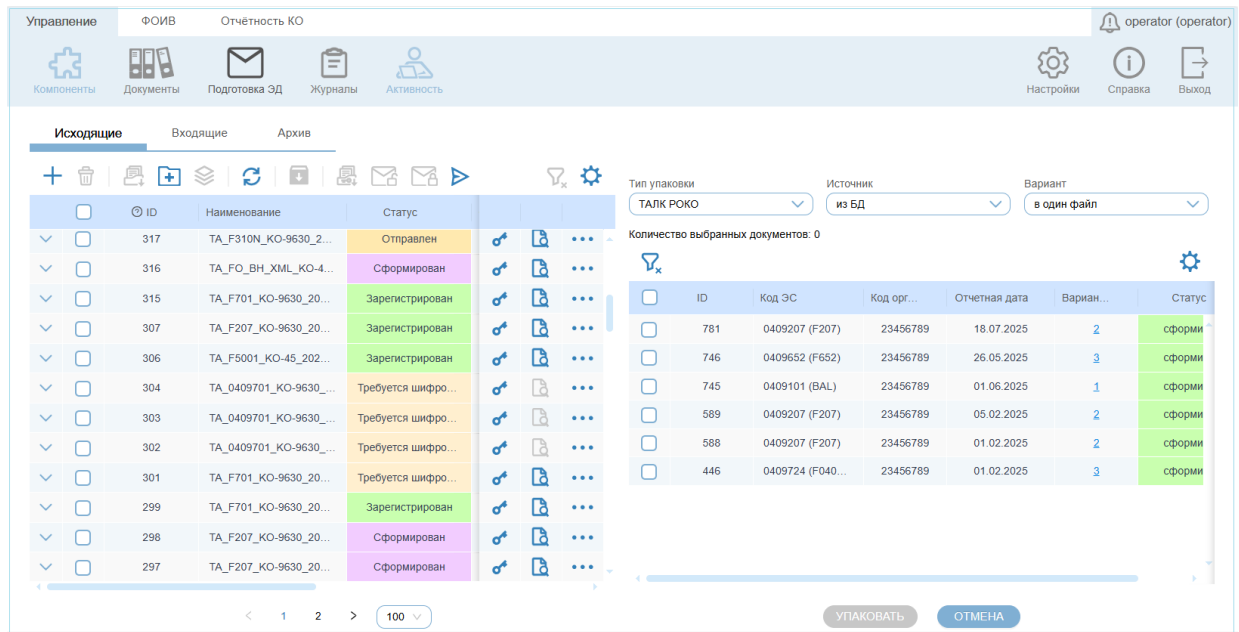 Управление ФОИВ Отчётность КО operator (operator)
Компоненты Документы Подготовка ЭД Журналы Активность Настройки Справка Выход
Исходящие Входящие Архив
Тип упаковки Источник Вариант
ТАЛК РОКО из БД в один файл
Количество выбранных документов: 0
ID Наименование Статус
317 TA_F310N_KO-9630_2... Отправлен
316 TA_FO_BH_XML_KO-4... Сформирован
315 TA_F701_KO-9630_20... Зарегистрирован
307 TA_F207_KO-9630_20... Зарегистрирован
306 TA_F5001_KO-45_202... Зарегистрирован
304 TA_0409701_KO-9630_... Требуется шифро...
303 TA_0409701_KO-9630_... Требуется шифро...
302 TA_0409701_KO-9630_... Требуется шифро...
301 TA_F701_KO-9630_20... Требуется шифро...
299 TA_F701_KO-9630_20... Зарегистрирован
298 TA_F207_KO-9630_20... Сформирован
297 TA_F207_KO-9630_20... Сформирован
1 2 100
ID Код ЭС Код орг... Отчетная дата Вариан... Статус
781 0409207 (F207) 23456789 18.07.2025 2 сформи
746 0409652 (F652) 23456789 26.05.2025 3 сформи
745 0409101 (BAL) 23456789 01.06.2025 1 сформи
589 0409207 (F207) 23456789 05.02.2025 2 сформи
588 0409207 (F207) 23456789 01.02.2025 2 сформи
446 0409724 (F040... 23456789 01.02.2025 3 сформи
УПАКОВАТЬ ОТМЕНА